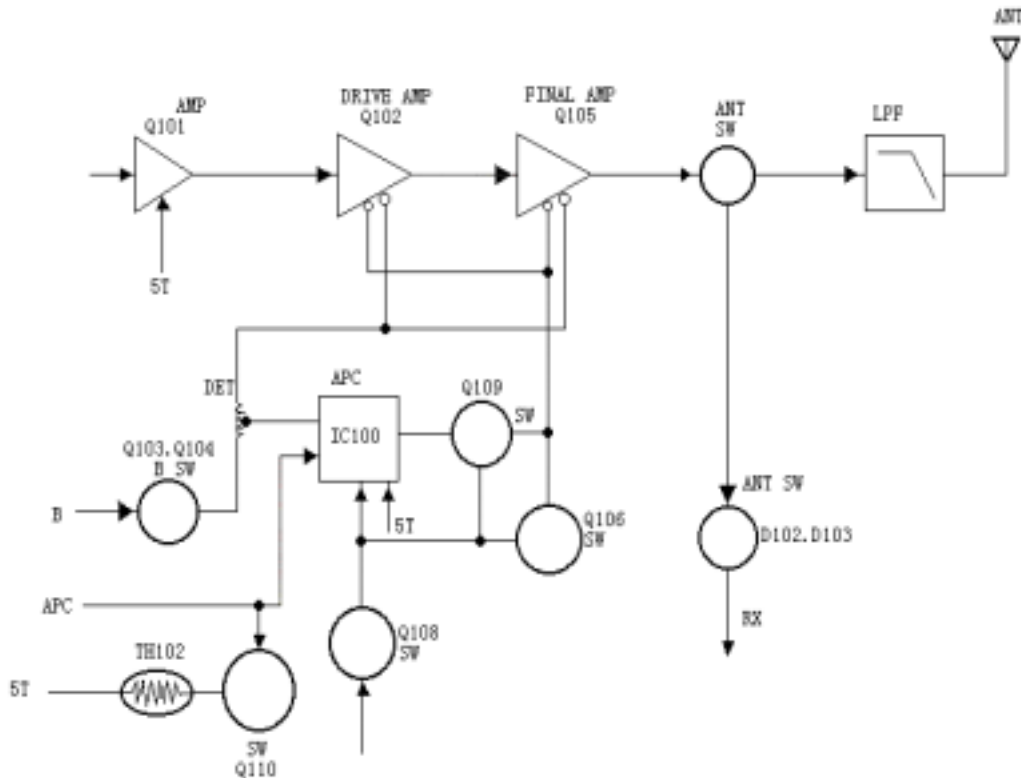 ANT
AMP
Q101
DRIVE AMP
Q102
FINAL AMP
Q105
ANT
SW
LPF
5T
DET
APC
IC100
Q109
SW
Q103.Q104
B SW
B
5T
Q106
SW
ANT SW
D102.D103
APC
Q108
SW
RX
TH102
5T
SW
Q110